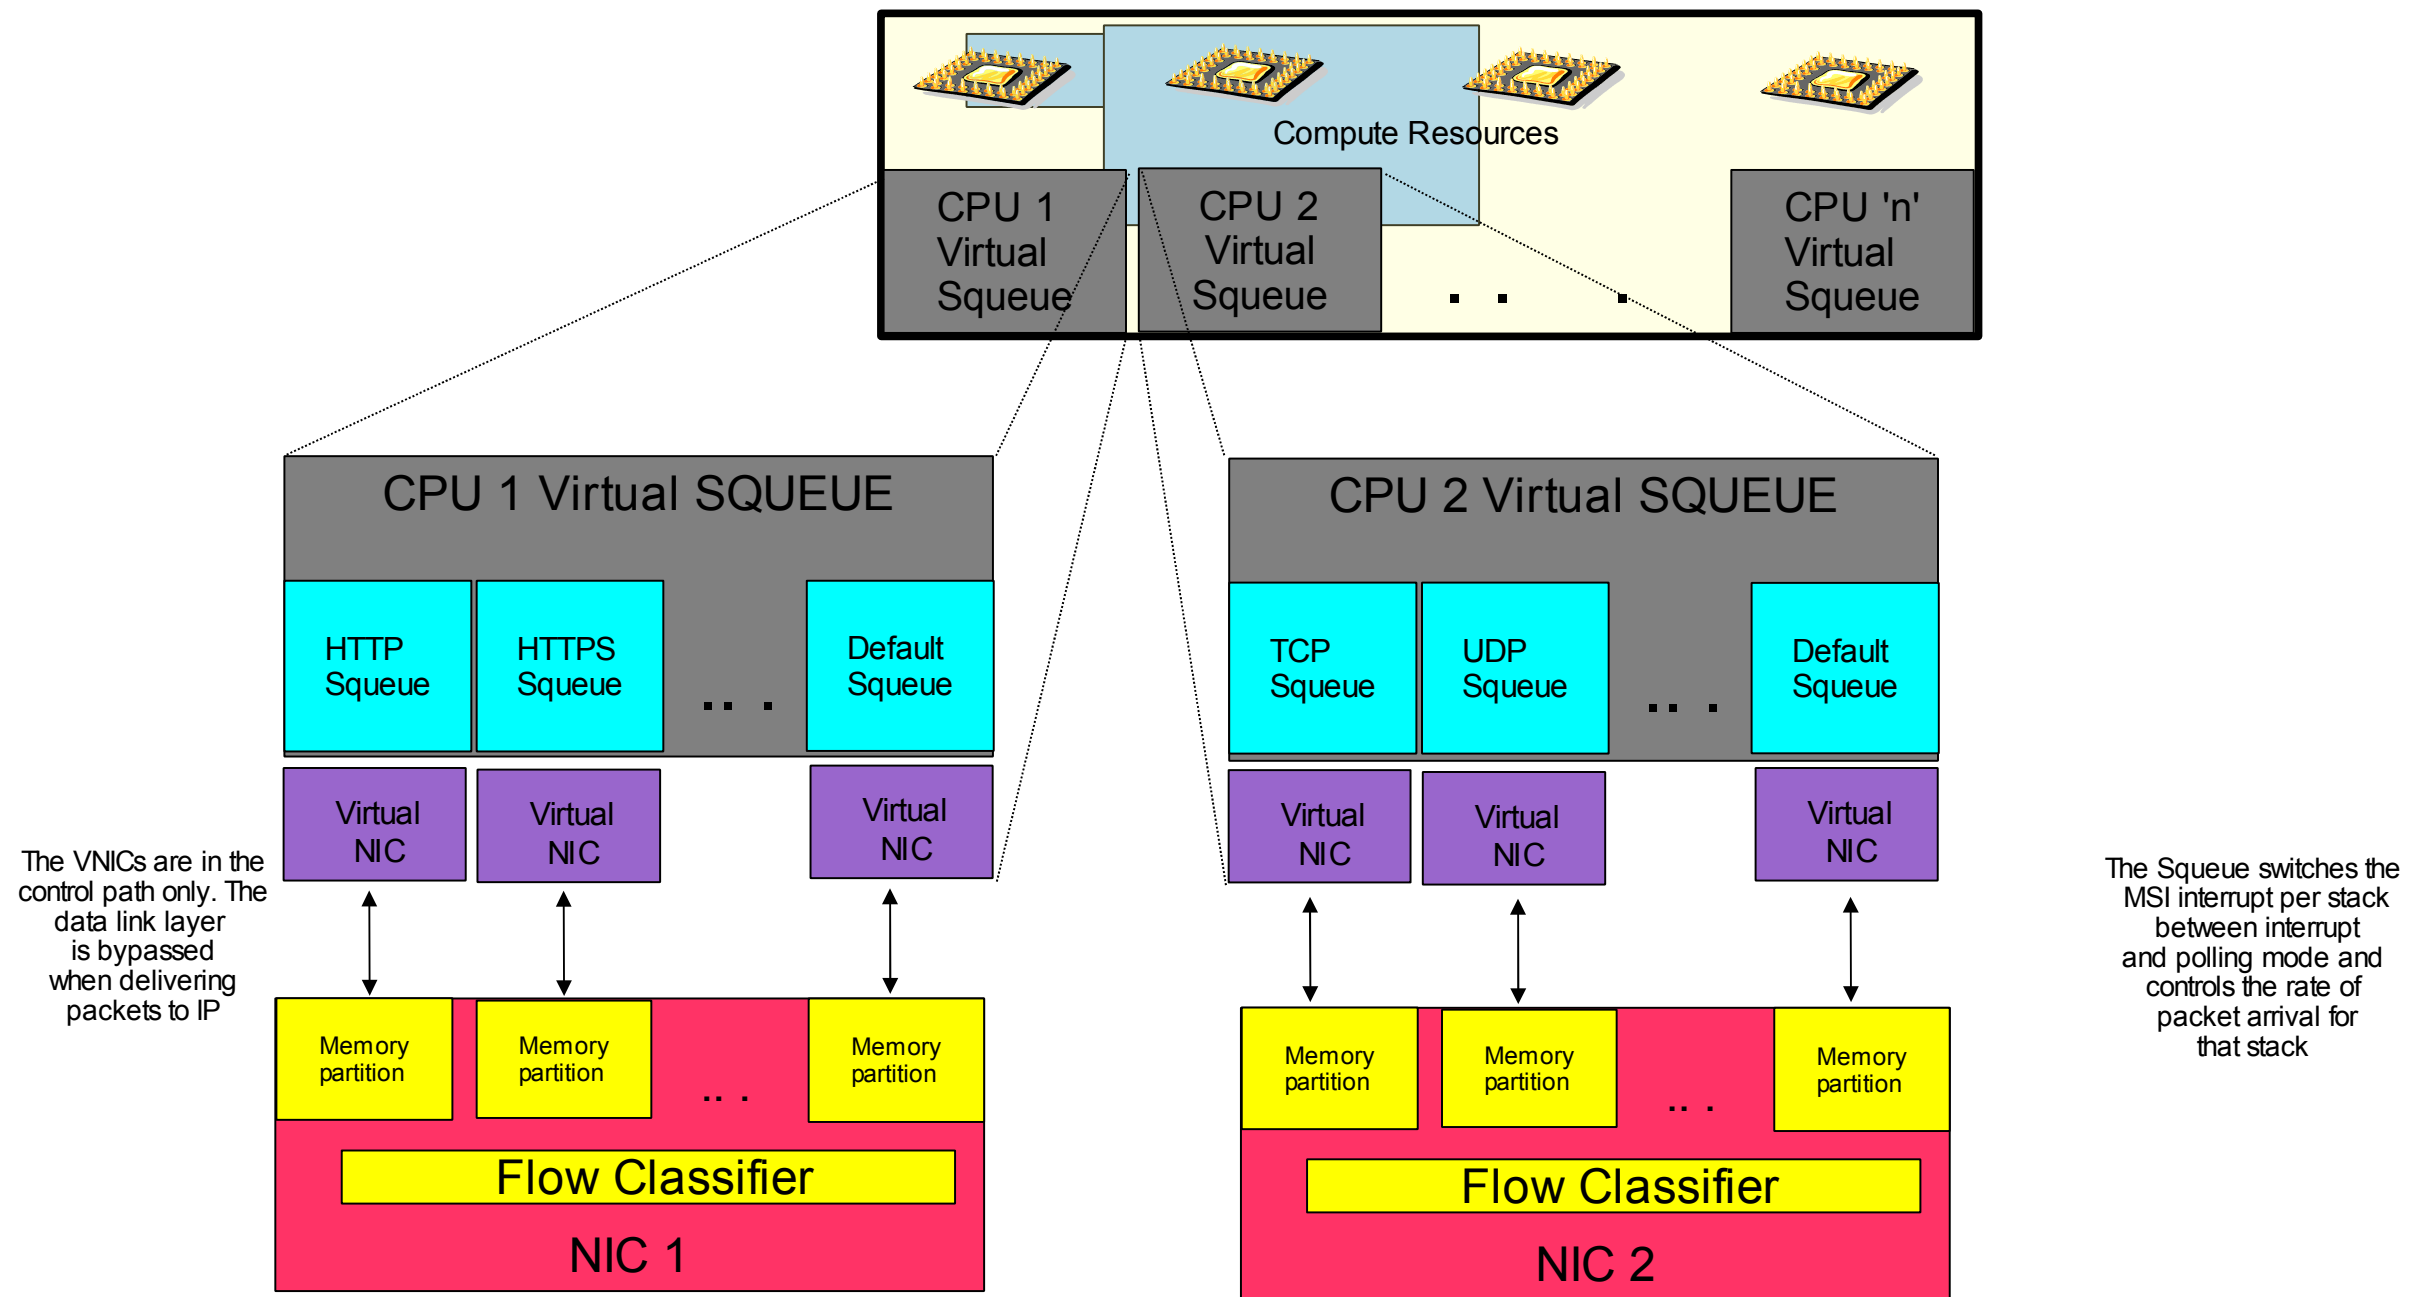 Compute Resources
CPU 1
Virtual
Squeue
CPU 2
Virtual
Squeue
. . .
CPU 'n'
Virtual
Squeue
CPU 1 Virtual SQUEUE
HTTP
Squeue
HTTPS
Squeue
.. .
Default
Squeue
CPU 2 Virtual SQUEUE
TCP
Squeue
UDP
Squeue
.. .
Default
Squeue
Virtual
NIC
Virtual
NIC
Virtual
NIC
Virtual
NIC
Virtual
NIC
Virtual
NIC
The VNICs are in the
control path only. The
data link layer
is bypassed
when delivering
packets to IP
The Squeue switches the
MSI interrupt per stack
between interrupt
and polling mode and
controls the rate of
packet arrival for
that stack
Memory
partition
Memory
partition
.. .
Memory
partition
Flow Classifier
NIC 1
Memory
partition
Memory
partition
.. .
Memory
partition
Flow Classifier
NIC 2